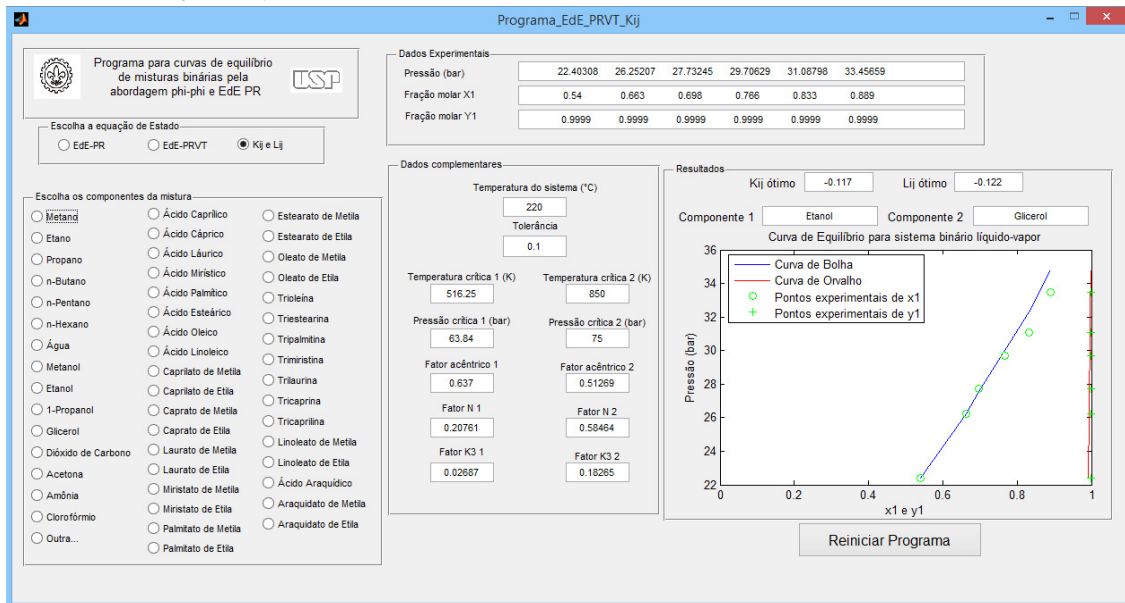 Programa_EdE_PRVT_Kij
Programa para curvas de equilíbrio
de misturas binárias pela
abordagem phi-phi e EdE PR
USP
Escolha a equação de Estado
EdE-PR
EdE-PRVT
Kij e Lij
Dados Experimentais
Pressão (bar)
22.40308 26.25207 27.73245 29.70629 31.08798 33.45659
Fração molar X1
0.54 0.663 0.698 0.766 0.833 0.889
Fração molar Y1
0.9999 0.9999 0.9999 0.9999 0.9999 0.9999
Escolha os componentes da mistura
Metano
Etano
Propano
n-Butano
n-Pentano
n-Hexano
Água
Metanol
Etanol
1-Propanol
Glicerol
Dióxido de Carbono
Acetona
Amônia
Clorofórmio
Outra...
Ácido Caprílico
Ácido Cáprico
Ácido Láurico
Ácido Mirístico
Ácido Palmítico
Ácido Esteárico
Ácido Oleico
Ácido Linoleico
Caprilato de Metila
Caprilato de Etila
Caprato de Metila
Caprato de Etila
Laurato de Metila
Laurato de Etila
Miristato de Metila
Miristato de Etila
Palmitato de Metila
Palmitato de Etila
Estearato de Metila
Estearato de Etila
Oleato de Metila
Oleato de Etila
Trioleína
Triestearina
Tripalmitina
Trimiristina
Trilaurina
Tricaprina
Tricaprilina
Linoleato de Metila
Linoleato de Etila
Ácido Araquídico
Araquidato de Metila
Araquidato de Etila
Dados complementares
Temperatura do sistema (°C)
220
Tolerância
0.1
Temperatura crítica 1 (K) Temperatura crítica 2 (K)
516.25 850
Pressão crítica 1 (bar) Pressão crítica 2 (bar)
63.84 75
Fator acêntrico 1 Fator acêntrico 2
0.637 0.51269
Fator N 1 Fator N 2
0.20761 0.58464
Fator K3 1 Fator K3 2
0.02687 0.18265
Resultados
Kij ótimo -0.117 Lij ótimo -0.122
Componente 1 Etanol Componente 2 Glicerol
Curva de Equilíbrio para sistema binário líquido-vapor
Curva de Bolha
Curva de Orvalho
Pontos experimentais de x1
Pontos experimentais de y1
Pressão (bar)
36
34
32
30
28
26
24
22
0 0.2 0.4 0.6 0.8 1
x1 e y1
Reiniciar Programa